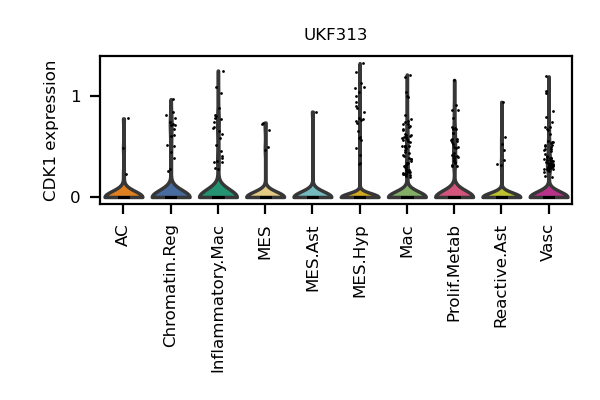 UKF313
CDK1 expression
1
0
AC
Chromatin.Reg
Inflammatory.Mac
MES
MES.Ast
MES.Hyp
Mac
Prolif.Metab
Reactive.Ast
Vasc